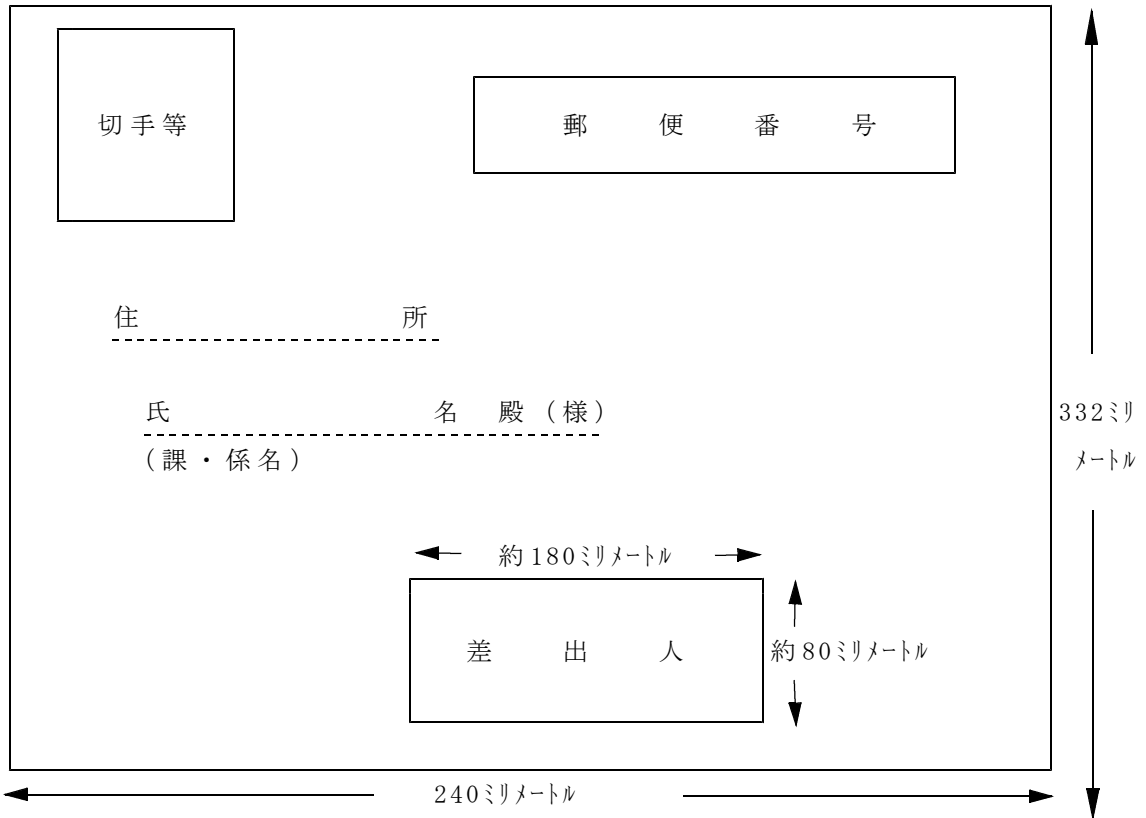 切手等
郵便番号
住所
氏名 殿(様)
(課・係名)
332ミリ
メートル
約180ミリメートル
差出人
約80ミリメートル
240ミリメートル